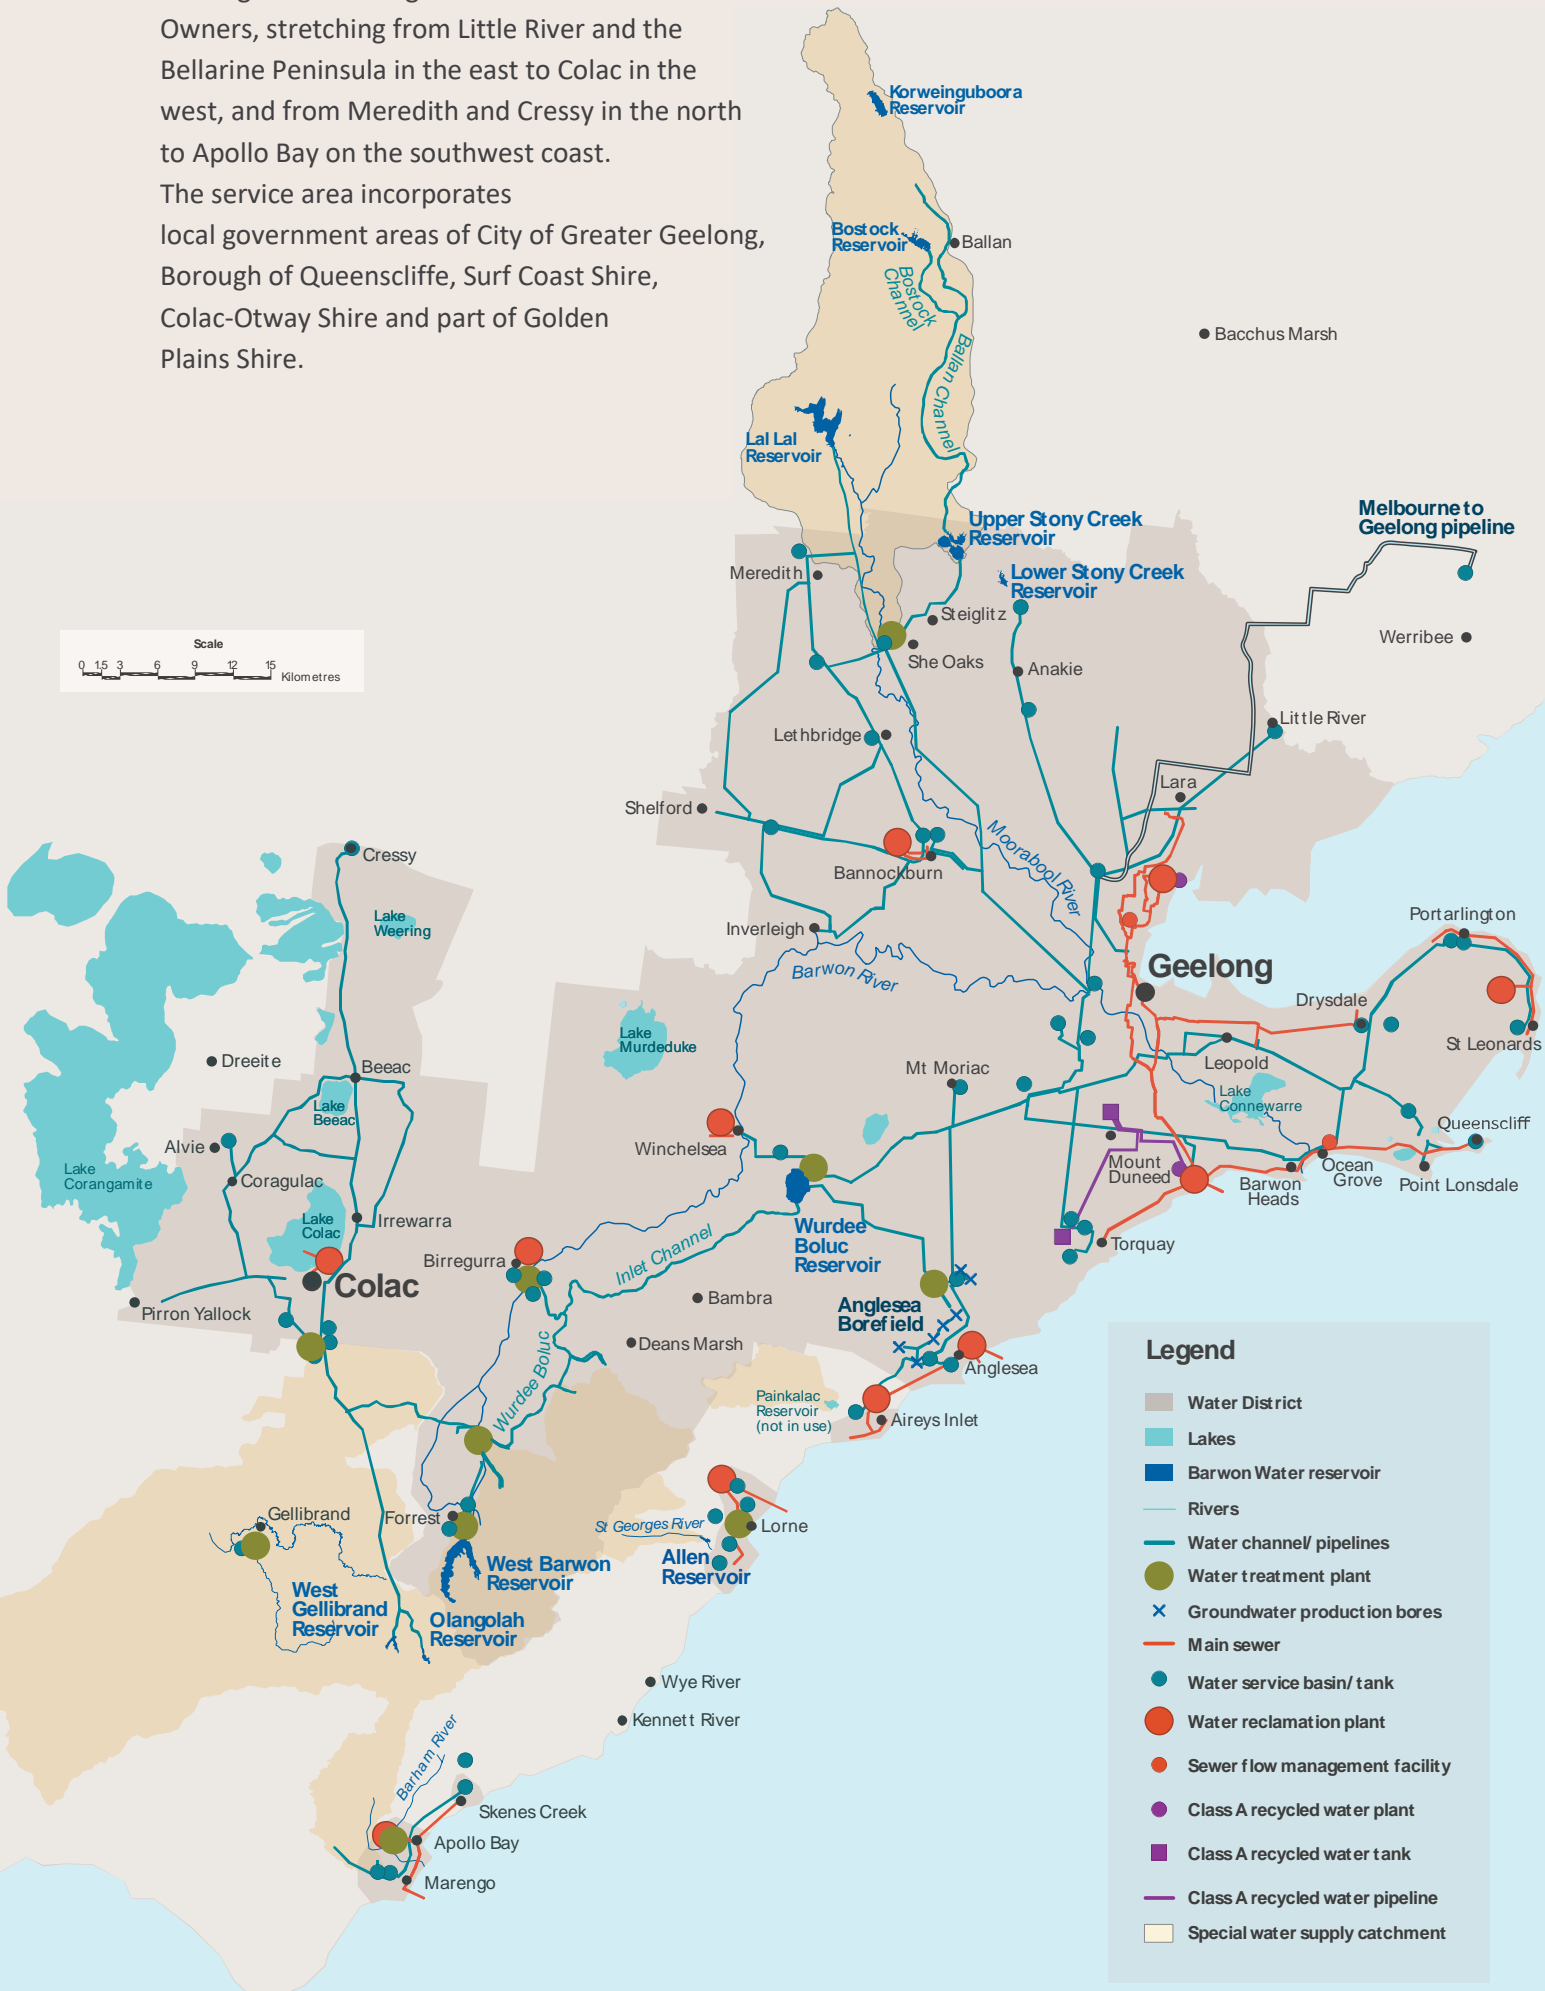 Owners, stretching from Little River and the
Bellarine Peninsula in the east to Colac in the
west, and from Meredith and Cressy in the north
to Apollo Bay on the southwest coast.
The service area incorporates
local government areas of City of Greater Geelong,
Borough of Queenscliffe, Surf Coast Shire,
Colac-Otway Shire and part of Golden
Plains Shire.
Korweinguboora
Reservoir
Bostock
Reservoir
Ballan
Bostock
Channel
Bacchus Marsh
Ballan Channel
Lal Lal
Reservoir
Upper Stony Creek
Reservoir
Melbourne to
Geelong pipeline
Meredith
Lower Stony Creek
Reservoir
Steiglitz
Werribee
Scale
0 1.5 3 6 9 12 15
Kilometres
She Oaks
Anakie
Little River
Lethbridge
Lara
Shelford
Moorabool River
Cressy
Bannockburn
Lake
Weering
Portarlington
Inverleigh
Barwon River
Geelong
Drysdale
Lake
Murdeduke
St Leonards
Dreeite
Beeac
Mt Moriac
Leopold
Lake
Beeac
Lake
Connewarre
Queenscliff
Alvie
Winchelsea
Lake
Corangamite
Coragulac
Mount
Duneed
Ocean
Grove
Barwon
Heads
Point Lonsdale
Lake
Colac
Irrewarra
Wurdee
Boluc
Reservoir
Torquay
Birregurra
Inlet Channel
Colac
Bambra
Anglesea
Borefield
Pirron Yallock
Deans Marsh
Wurdee Boluc
Anglesea
Painkalac
Reservoir
(not in use)
Aireys Inlet
Gellibrand
Forrest
St Georges River
Lorne
Allen
Reservoir
West Barwon
Reservoir
West
Gellibrand
Reservoir
Olangolah
Reservoir
Wye River
Kennett River
Barham River
Skenes Creek
Apollo Bay
Marengo
Legend
Water District
Lakes
Barwon Water reservoir
Rivers
Water channel/ pipelines
Water treatment plant
Groundwater production bores
Main sewer
Water service basin/ tank
Water reclamation plant
Sewer flow management facility
Class A recycled water plant
Class A recycled water tank
Class A recycled water pipeline
Special water supply catchment